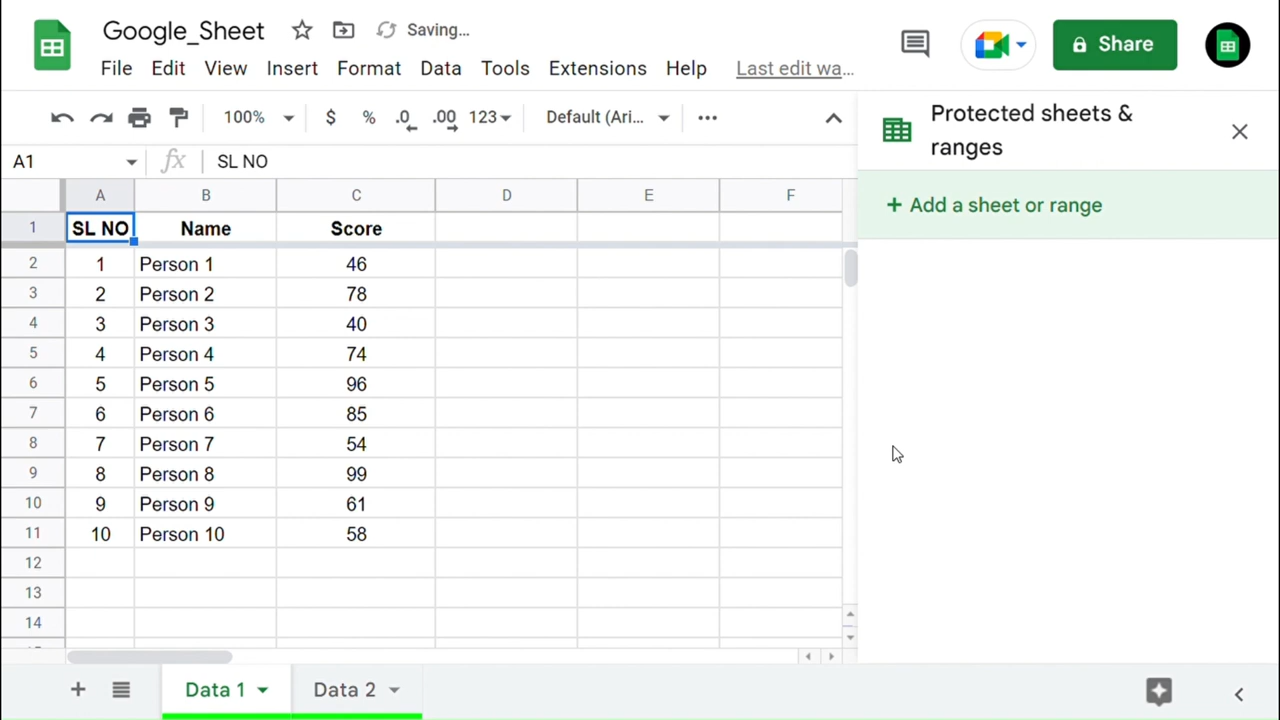 Google_Sheet Saving...
File Edit View Insert Format Data Tools Extensions Help Last edit wa...
Share
100% $ % .0 .00 123 Default (Ari... 
A1 fx SL NO
Protected sheets &
ranges
+ Add a sheet or range
A B C D E F
1 SL NO Name Score
2 1 Person 1 46
3 2 Person 2 78
4 3 Person 3 40
5 4 Person 4 74
6 5 Person 5 96
7 6 Person 6 85
8 7 Person 7 54
9 8 Person 8 99
10 9 Person 9 61
11 10 Person 10 58
12
13
14
Data 1 Data 2